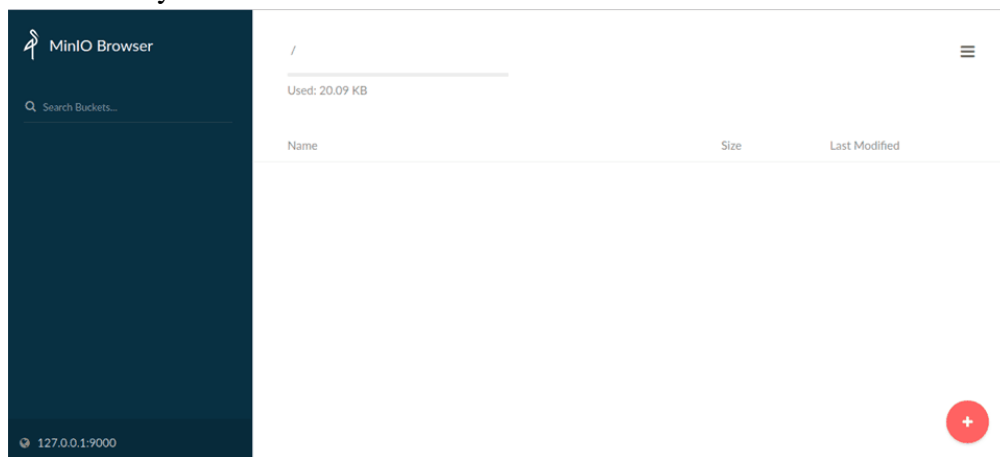 MinIO Browser
Search Buckets...
127.0.0.1:9000
/
Used: 20.09 KB
Name Size Last Modified
+